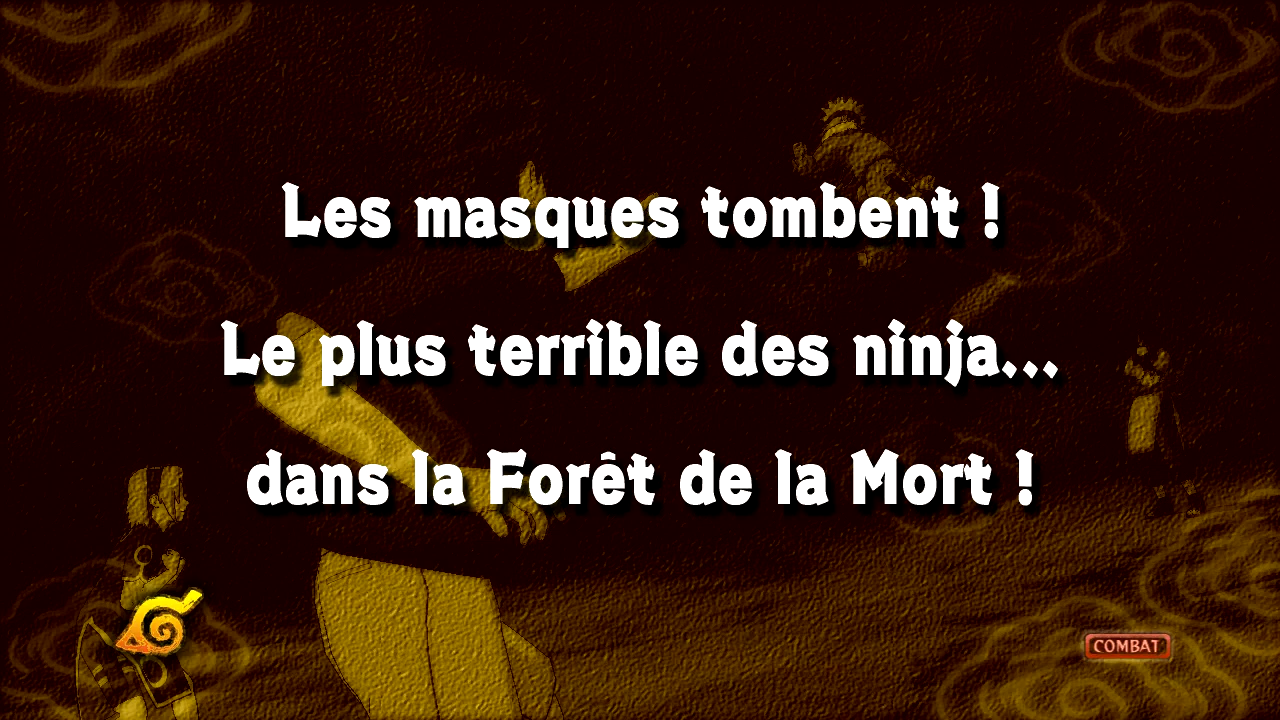 Les masques tombent !
Le plus terrible des ninja...
dans la Forêt de la Mort !
COMBAT